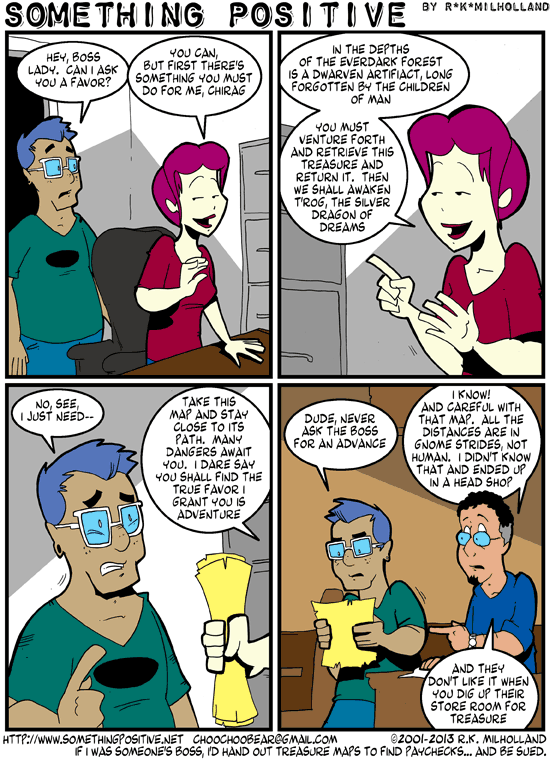 SOMETHING POSITIVE BY R*K*MILHOLLAND
HEY, BOSS
LADY. CAN I ASK
YOU A FAVOR?
YOU CAN,
BUT FIRST THERE'S
SOMETHING YOU MUST
DO FOR ME, CHIRAG
IN THE DEPTHS
OF THE EVERDARK FOREST
IS A DWARVEN ARTIFIACT, LONG
FORGOTTEN BY THE CHILDREN
OF MAN
YOU MUST
VENTURE FORTH
AND RETRIEVE THIS
TREASURE AND
RETURN IT. THEN
WE SHALL AWAKEN
T'ROG, THE SILVER
DRAGON OF
DREAMS
NO, SEE,
I JUST NEED--
TAKE THIS
MAP AND STAY
CLOSE TO ITS
PATH. MANY
DANGERS AWAIT
YOU. I DARE SAY
YOU SHALL FIND THE
TRUE FAVOR I
GRANT YOU IS
ADVENTURE
DUDE, NEVER
ASK THE BOSS
FOR AN ADVANCE
I KNOW!
AND CAREFUL WITH
THAT MAP. ALL THE
DISTANCES ARE IN
GNOME STRIDES, NOT
HUMAN. I DIDN'T KNOW
THAT AND ENDED UP
IN A HEAD SHOP
AND THEY
DON'T LIKE IT WHEN
YOU DIG UP THEIR
STORE ROOM FOR
TREASURE
HTTP://WWW.SOMETHINGPOSITIVE.NET CHOOCHOOBEAR@GMAIL.COM ©2001-2013 R.K. MILHOLLAND
IF I WAS SOMEONE'S BOSS, I'D HAND OUT TREASURE MAPS TO FIND PAYCHECKS... AND BE SUED.